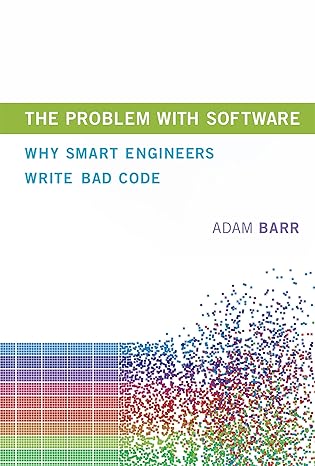 THE PROBLEM WITH SOFTWARE
WHY SMART ENGINEERS
WRITE BAD CODE
ADAM BARR